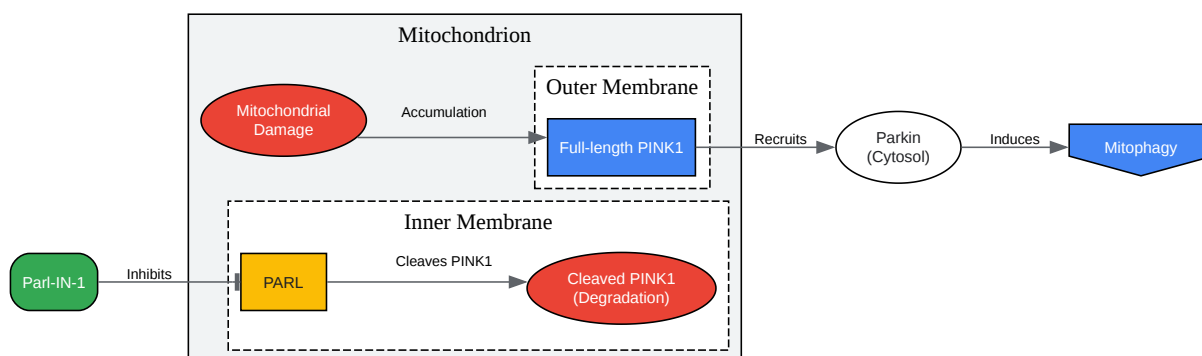 Mitochondrion
Outer Membrane
Mitochondrial
Damage
Accumulation
Full-length PINK1
Recruits
Parkin
(Cytosol)
Induces
Mitophagy
Inner Membrane
Parl-IN-1
Inhibits
PARL
Cleaves PINK1
Cleaved PINK1
(Degradation)